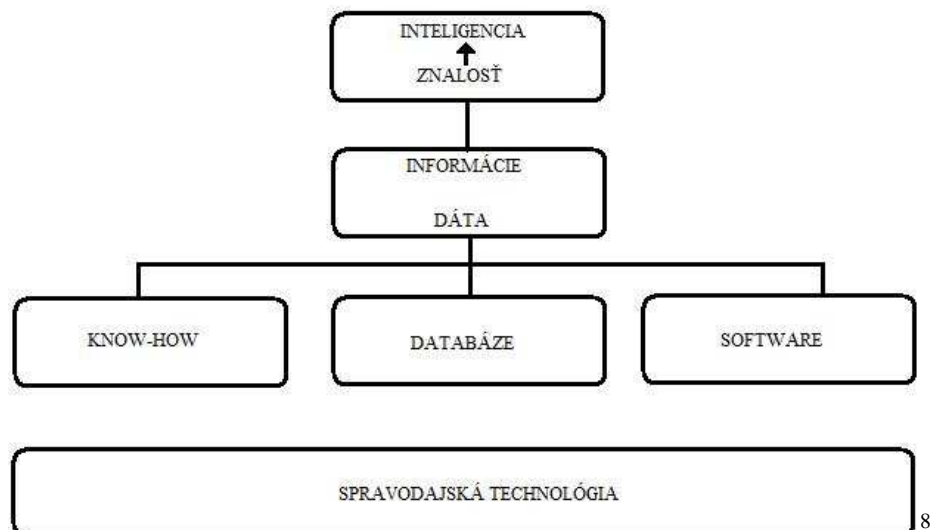 INTELIGENCIA
ZNALOSŤ
INFORMÁCIE
DÁTA
KNOW-HOW
DATABÁZE
SOFTWARE
SPRAVODAJSKÁ TECHNOLÓGIA
8